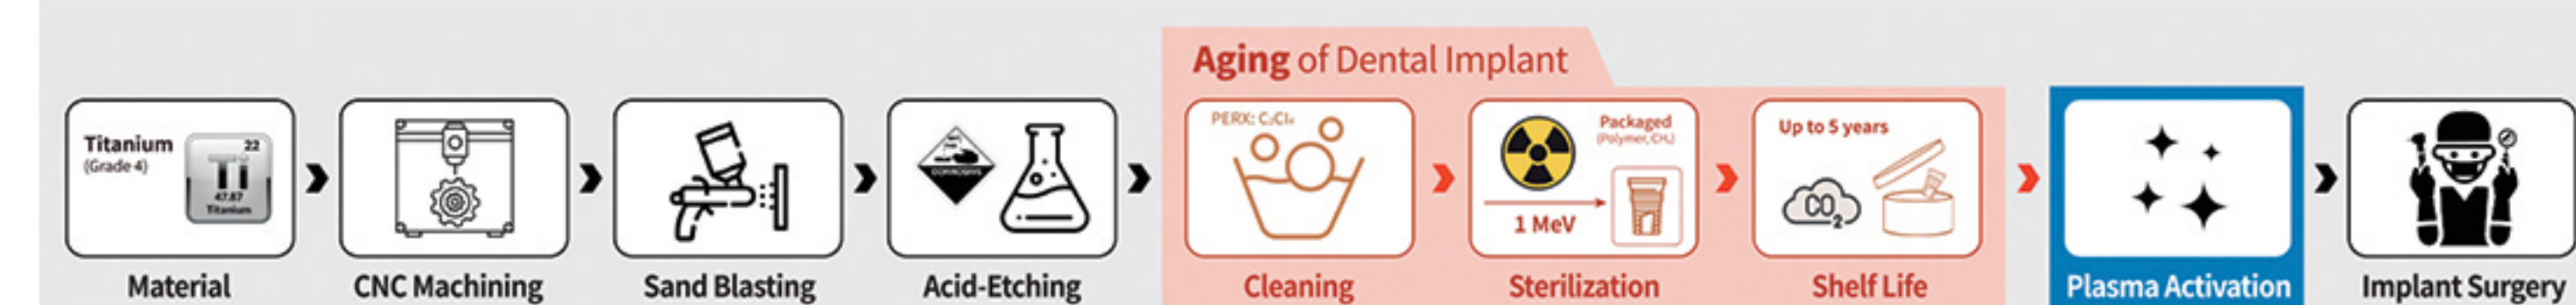 Aging of Dental Implant
Titanium
(Grade 4)
22
Ti
47.87
Titanium
Material
CNC Machining
Sand Blasting
CORROSIVE
Acid-Etching
PERX: C₂Cl₄
Cleaning
Packaged
(Polymer, CHₓ)
1 MeV
Sterilization
Up to 5 years
CO₂
Shelf Life
Plasma Activation
Implant Surgery